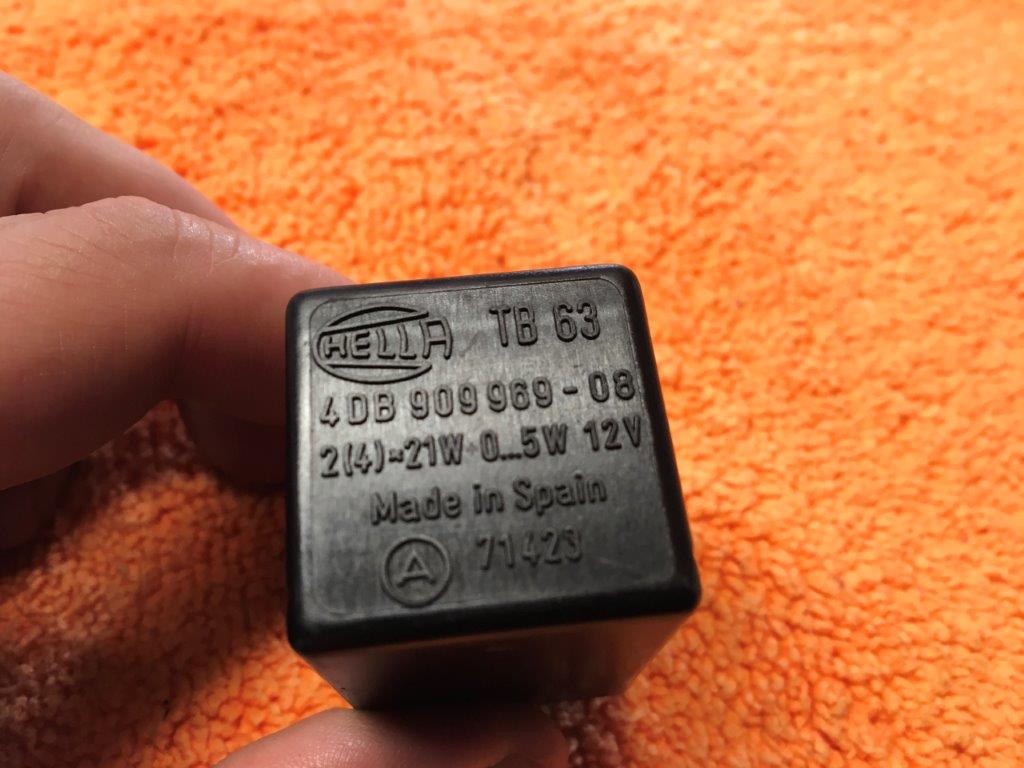 HELLA TB 63
4DB 909 969 - 08
2(4)×21W+0...5W 12V
Made in Spain
A 71423